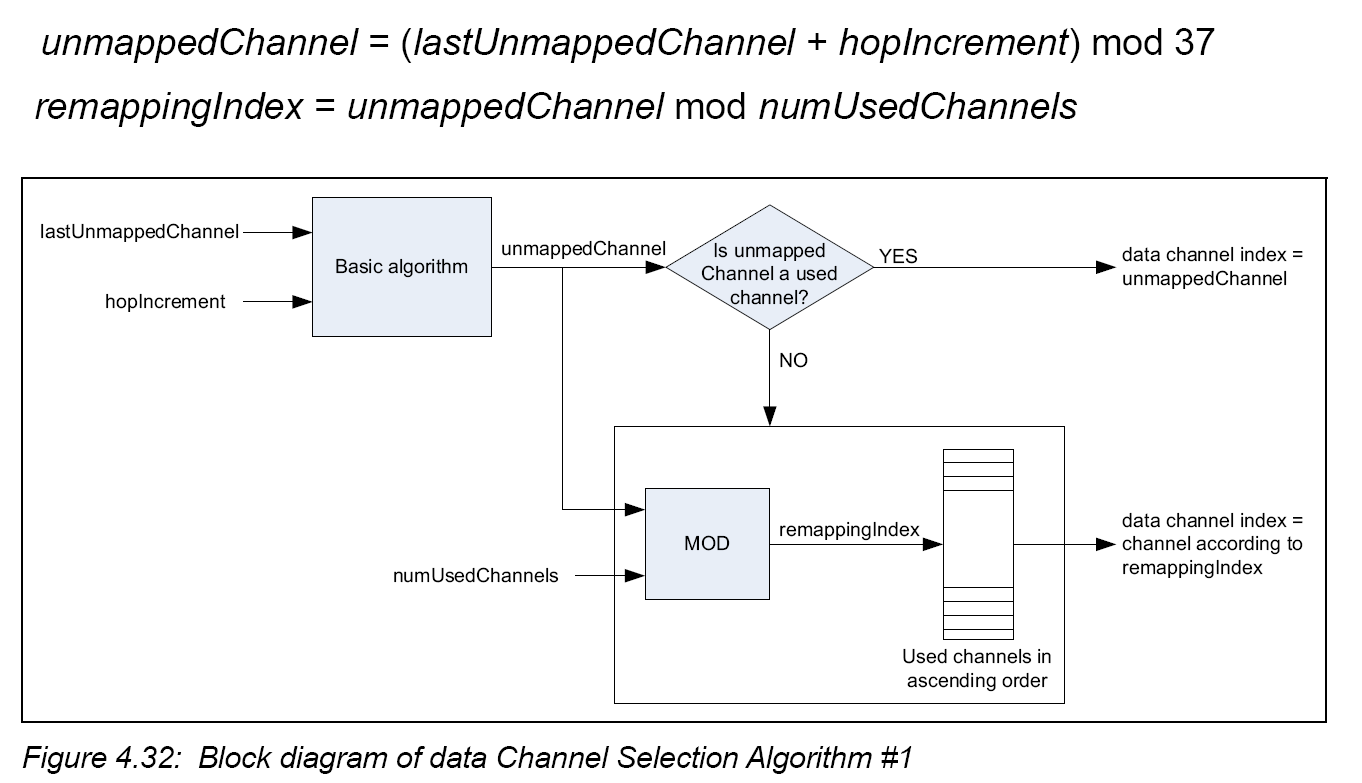 unmappedChannel = (lastUnmappedChannel + hopIncrement) mod 37
remappingIndex = unmappedChannel mod numUsedChannels
lastUnmappedChannel
hopIncrement
Basic algorithm
unmappedChannel
Is unmapped
Channel a used
channel?
YES
data channel index =
unmappedChannel
NO
MOD
numUsedChannels
remappingIndex
Used channels in
ascending order
data channel index =
channel according to
remappingIndex
Figure 4.32: Block diagram of data Channel Selection Algorithm #1